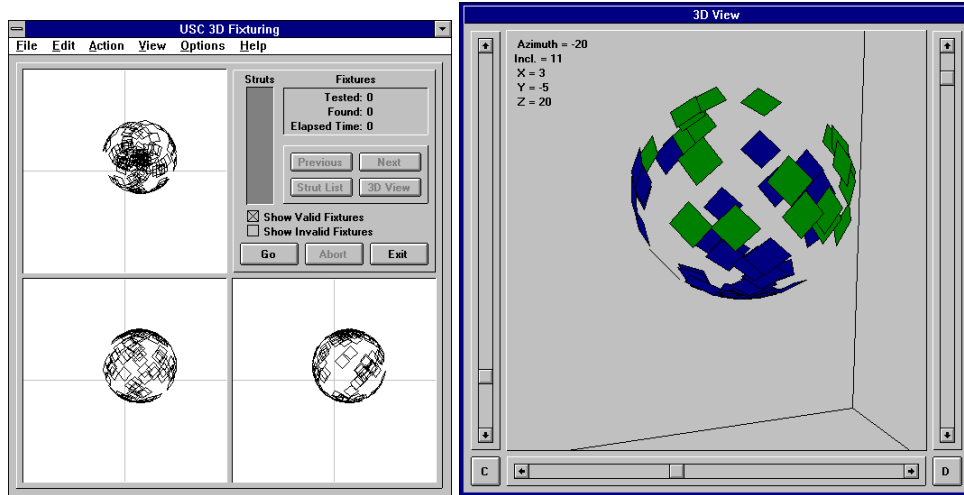 USC 3D Fixturing
File Edit Action View Options Help
Struts
Fixtures
Tested: 0
Found: 0
Elapsed Time: 0
Previous Next
Strut List 3D View
Show Valid Fixtures
Show Invalid Fixtures
Go Abort Exit
3D View
Azimuth = -20
Incl. = 11
X = 3
Y = -5
Z = 20
C
D